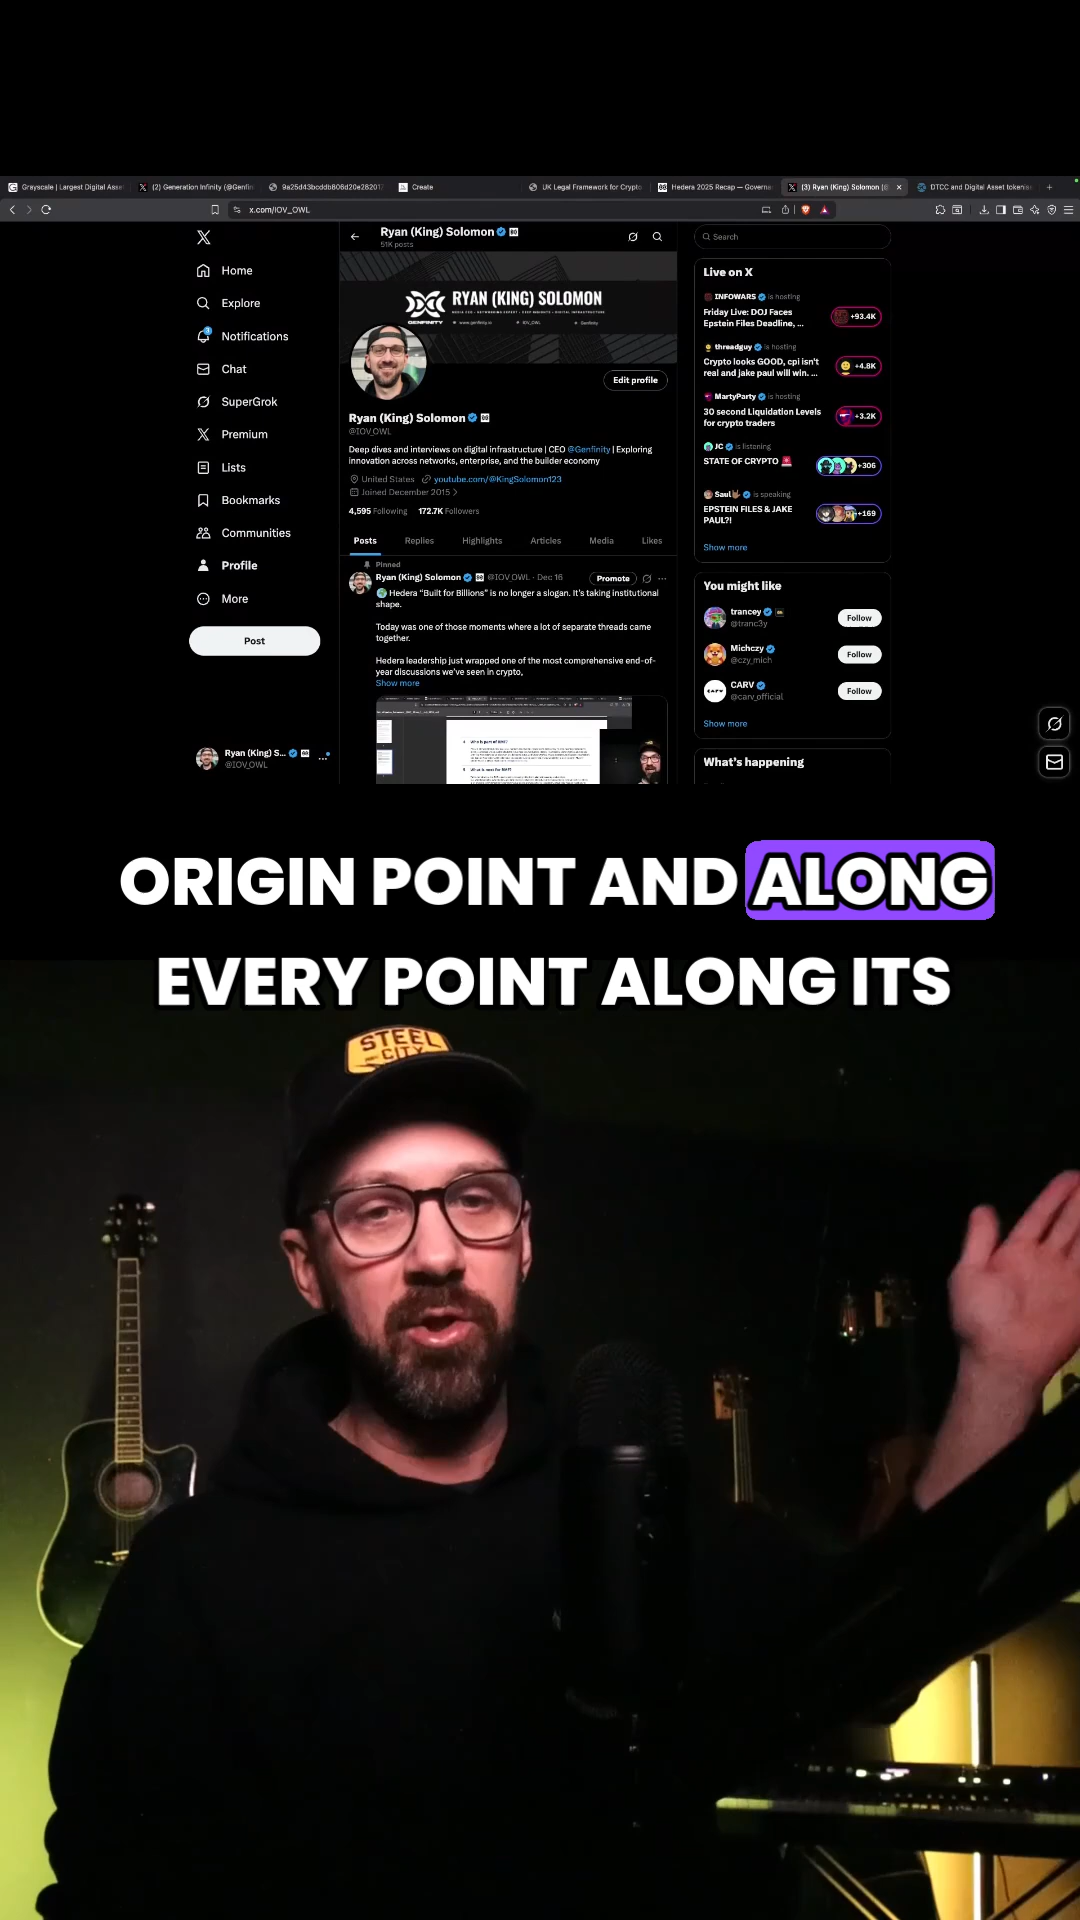 Grayscale | Largest Digital Asse
(2) Generation Infinity (@Genfin
9a25d43bcddb806d20e28201
Create
UK Legal Framework for Crypto
Hedera 2025 Recap — Governa
(3) Ryan (King) Solomon (@
DTCC and Digital Asset tokenis
x.com/IOV_OWL
Home
Explore
3
Notifications
Chat
SuperGrok
Premium
Lists
Bookmarks
Communities
Profile
More
Post
Ryan (King) S...
@IOV_OWL
Ryan (King) Solomon
51K posts
RYAN (KING) SOLOMON
GENFINITY
www.genfinity.io
IOV_OWL
Genfinity
Edit profile
Ryan (King) Solomon
@IOV_OWL
Deep dives and interviews on digital infrastructure | CEO @Genfinity | Exploring
innovation across networks, enterprise, and the builder economy
United States youtube.com/@KingSolomon123
Joined December 2015
4,595 Following 172.7K Followers
Posts Replies Highlights Articles Media Likes
Pinned
Ryan (King) Solomon @IOV_OWL · Dec 16
Promote
Hedera “Built for Billions” is no longer a slogan. It’s taking institutional
shape.
Today was one of those moments where a lot of separate threads came
together.
Hedera leadership just wrapped one of the most comprehensive end-of-
year discussions we’ve seen in crypto,
Show more
Search
Live on X
INFOWARS is hosting
Friday Live: DOJ Faces
Epstein Files Deadline, ...
+93.4K
threadguy is hosting
Crypto looks GOOD, cpi isn't
real and jake paul will win. ...
+4.8K
MartyParty is hosting
30 second Liquidation Levels
for crypto traders
+3.2K
JC is listening
STATE OF CRYPTO
+306
Saul is speaking
EPSTEIN FILES & JAKE
PAUL?!
+169
Show more
You might like
trancey
@tranc3y
Follow
Michczy
@czy_mich
Follow
CARV
@carv_official
Follow
Show more
What’s happening
ORIGIN POINT AND ALONG
EVERY POINT ALONG ITS
STEEL
CITY